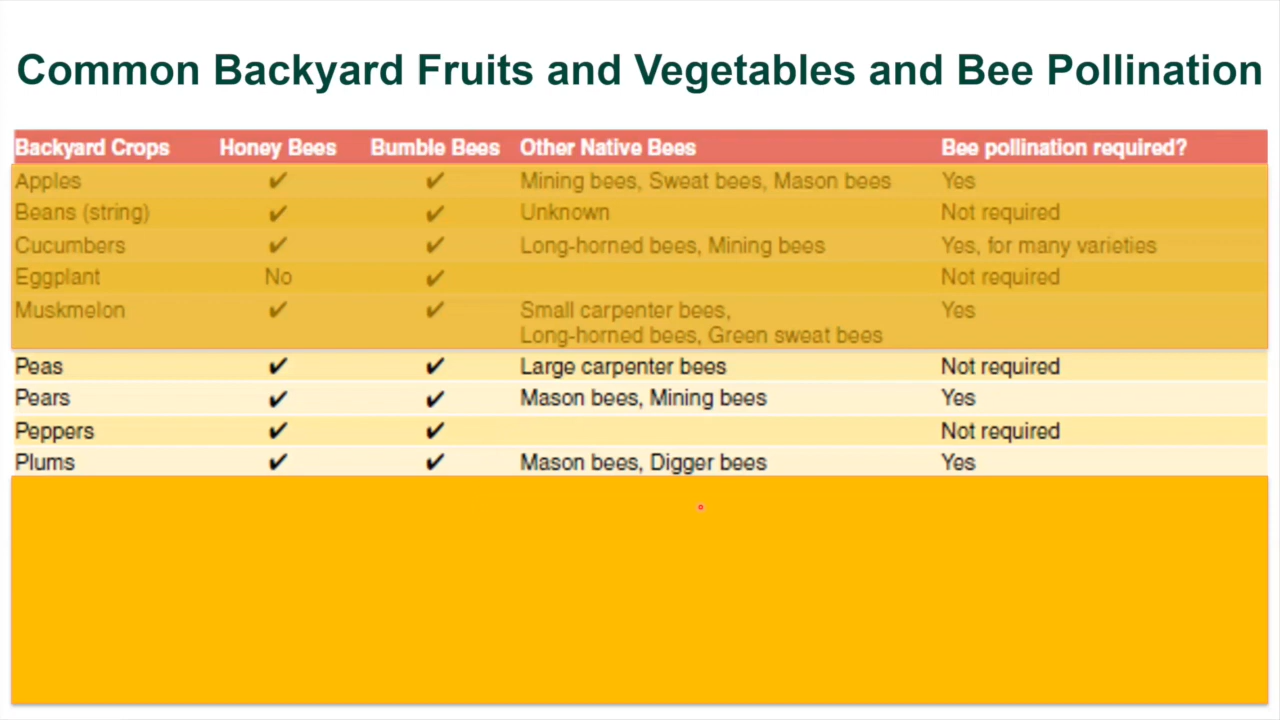 Common Backyard Fruits and Vegetables and Bee Pollination
Backyard Crops Honey Bees Bumble Bees Other Native Bees Bee pollination required?
Apples ✔ ✔ Mining bees, Sweat bees, Mason bees Yes
Beans (string) ✔ ✔ Unknown Not required
Cucumbers ✔ ✔ Long-horned bees, Mining bees Yes, for many varieties
Eggplant No ✔ Not required
Muskmelon ✔ ✔ Small carpenter bees, Yes
Long-horned bees, Green sweat bees
Peas ✔ ✔ Large carpenter bees Not required
Pears ✔ ✔ Mason bees, Mining bees Yes
Peppers ✔ ✔ Not required
Plums ✔ ✔ Mason bees, Digger bees Yes